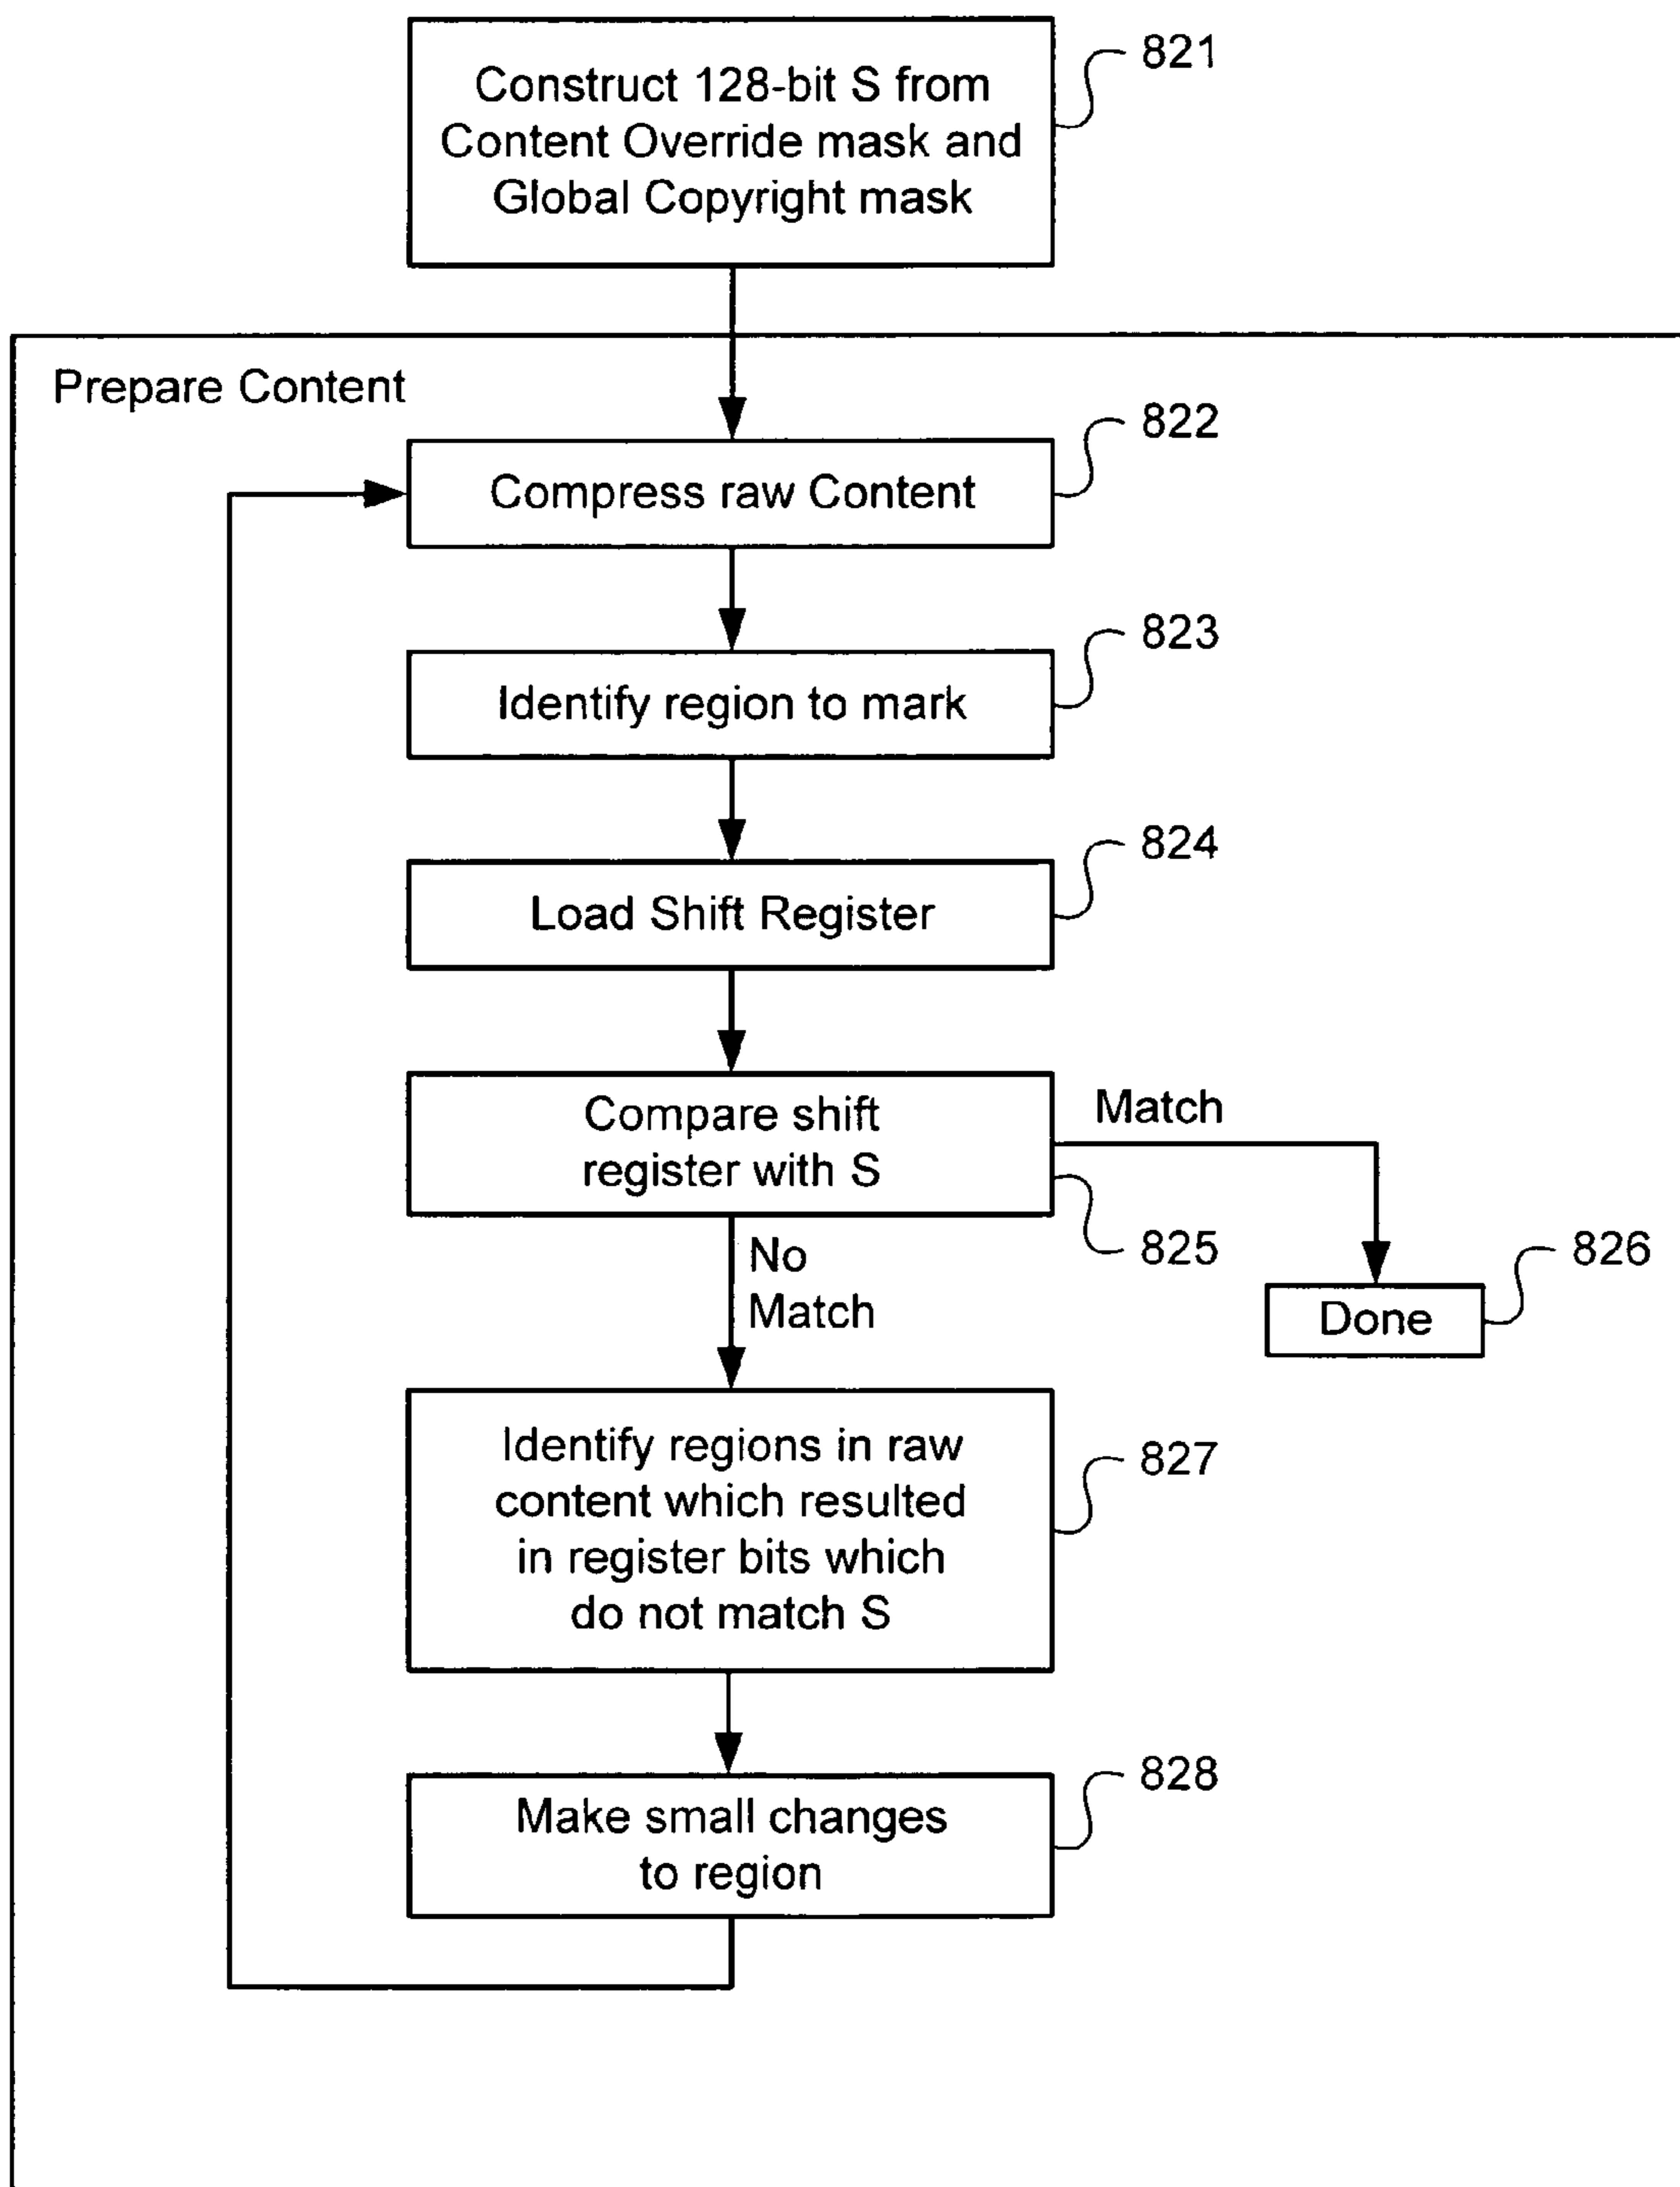 821
Construct 128-bit S from
Content Override mask and
Global Copyright mask
Prepare Content
822
Compress raw Content
823
Identify region to mark
824
Load Shift Register
Compare shift
register with S
Match
825
No
Match
826
Done
Identify regions in raw
content which resulted
in register bits which
do not match S
827
828
Make small changes
to region